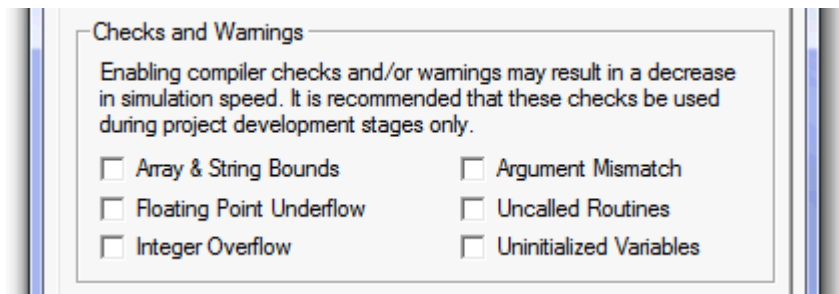 Checks and Warnings
Enabling compiler checks and/or warnings may result in a decrease
in simulation speed. It is recommended that these checks be used
during project development stages only.
Array & String Bounds
Argument Mismatch
Floating Point Underflow
Uncalled Routines
Integer Overflow
Uninitialized Variables